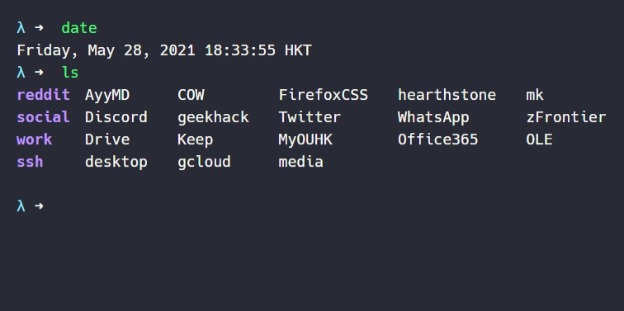 λ ➜ date
Friday, May 28, 2021 18:33:55 HKT
λ ➜ ls
reddit AyyMD COW FirefoxCSS hearthstone mk
social Discord geekhack Twitter WhatsApp zFrontier
work Drive Keep MyOUHK Office365 OLE
ssh desktop gcloud media
λ ➜